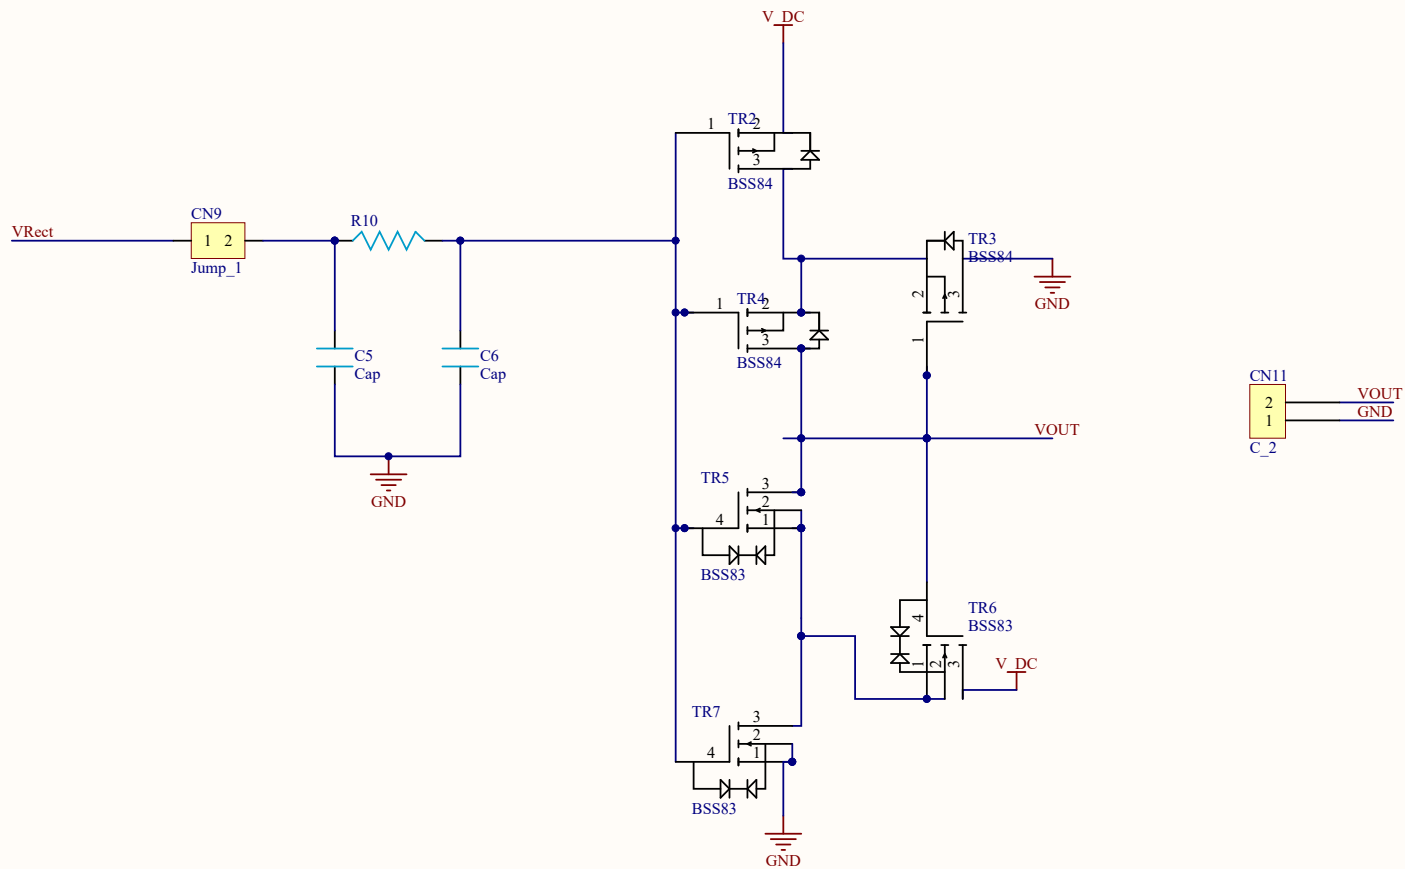 V_DC
TR2
1
2
3
BSS84
CN9
VRect
1 2
Jump_1
R10
TR3
BSS84
2
3
1
GND
TR4
1
2
3
BSS84
C5
Cap
C6
Cap
GND
CN11
2
1
VOUT
GND
C_2
VOUT
TR5
3
2
1
4
BSS83
TR6
BSS83
4
1
2
3
V_DC
TR7
3
2
1
4
BSS83
GND